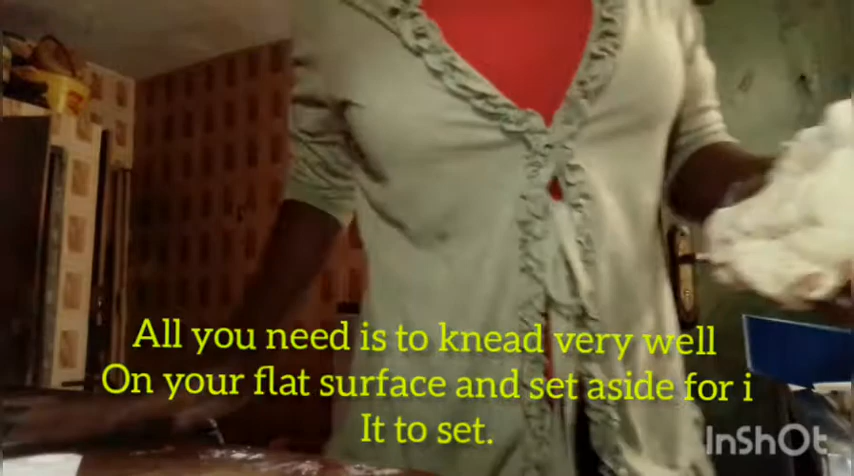 All you need is to knead very well
On your flat surface and set aside for i
It to set.
InShOt